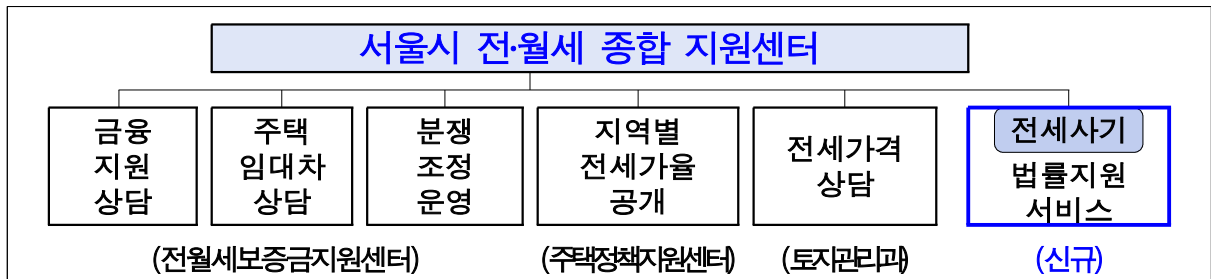 서울시 전·월세 종합 지원센터
금융
지원
상담
주택
임대차
상담
분쟁
조정
운영
지역별
전세가율
공개
전세가격
상담
전세사기
법률지원
서비스
(전월세보증금지원센터)
(주택정책지원센터)
(토지관리과)
(신규)